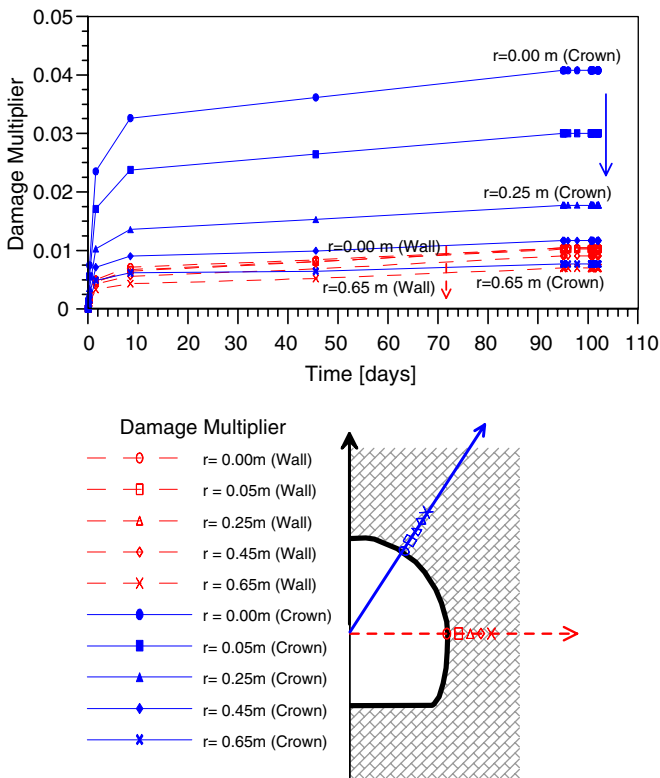 0.05
0.04
0.03
0.02
0.01
0
Damage Multiplier
r=0.00 m (Crown)
r=0.25 m (Crown)
r=0.00 m (Wall)
r=0.65 m (Wall)
r=0.65 m (Crown)
0 10 20 30 40 50 60 70 80 90 100 110
Time [days]
Damage Multiplier
r= 0.00m (Wall)
r= 0.05m (Wall)
r= 0.25m (Wall)
r= 0.45m (Wall)
r= 0.65m (Wall)
r = 0.00m (Crown)
r= 0.05m (Crown)
r= 0.25m (Crown)
r= 0.45m (Crown)
r= 0.65m (Crown)